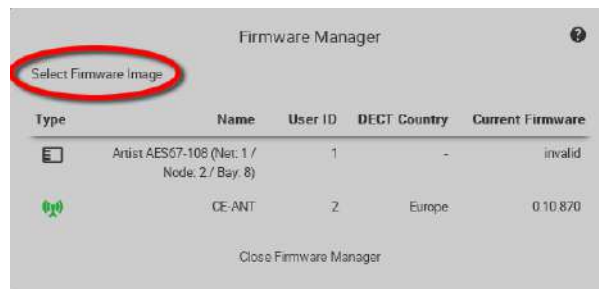 Firmware Manager
Select Firmware Image
Type Name User ID DECT Country Current Firmware
Artist AES67-108 (Net: 1 / 1 - invalid
Node: 2 / Bay: 8)
CE-ANT 2 Europe 0.10.870
Close Firmware Manager